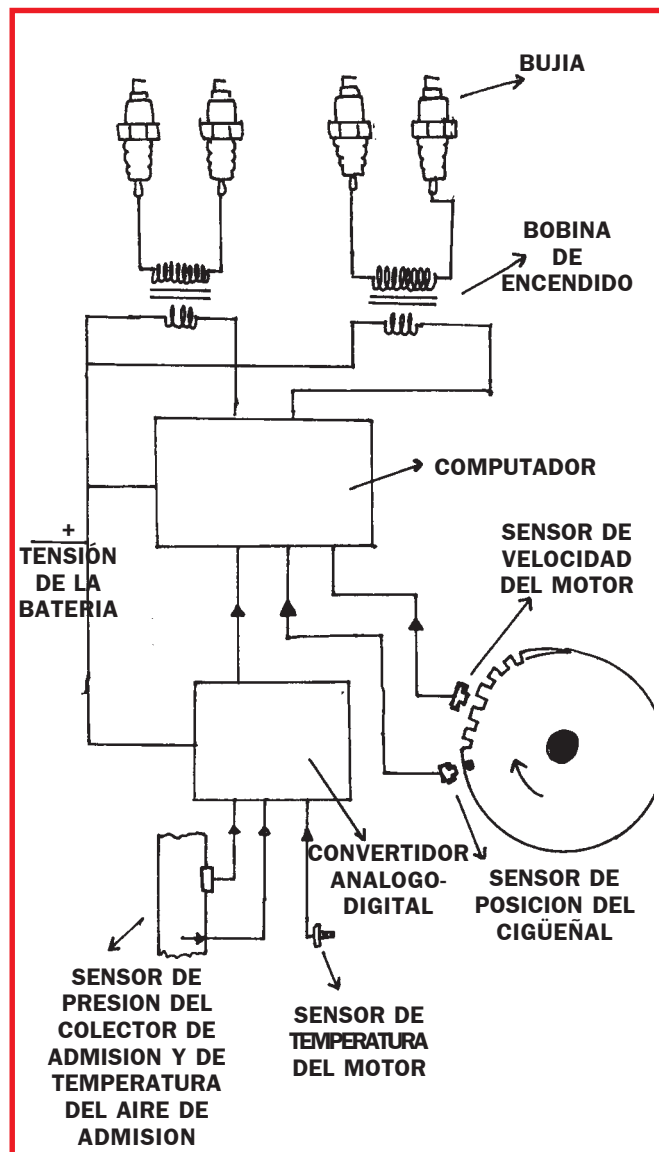 BUJIA
BOBINA
DE
ENCENDIDO
COMPUTADOR
+
TENSIÓN
DE LA
BATERIA
SENSOR DE
VELOCIDAD
DEL MOTOR
CONVERTIDOR
ANALOGO-
DIGITAL
SENSOR DE
POSICION DEL
CIGÜEÑAL
SENSOR DE
PRESION DEL
COLECTOR DE
ADMISION Y DE
TEMPERATURA
DEL AIRE DE
ADMISION
SENSOR DE
TEMPERATURA
DEL MOTOR